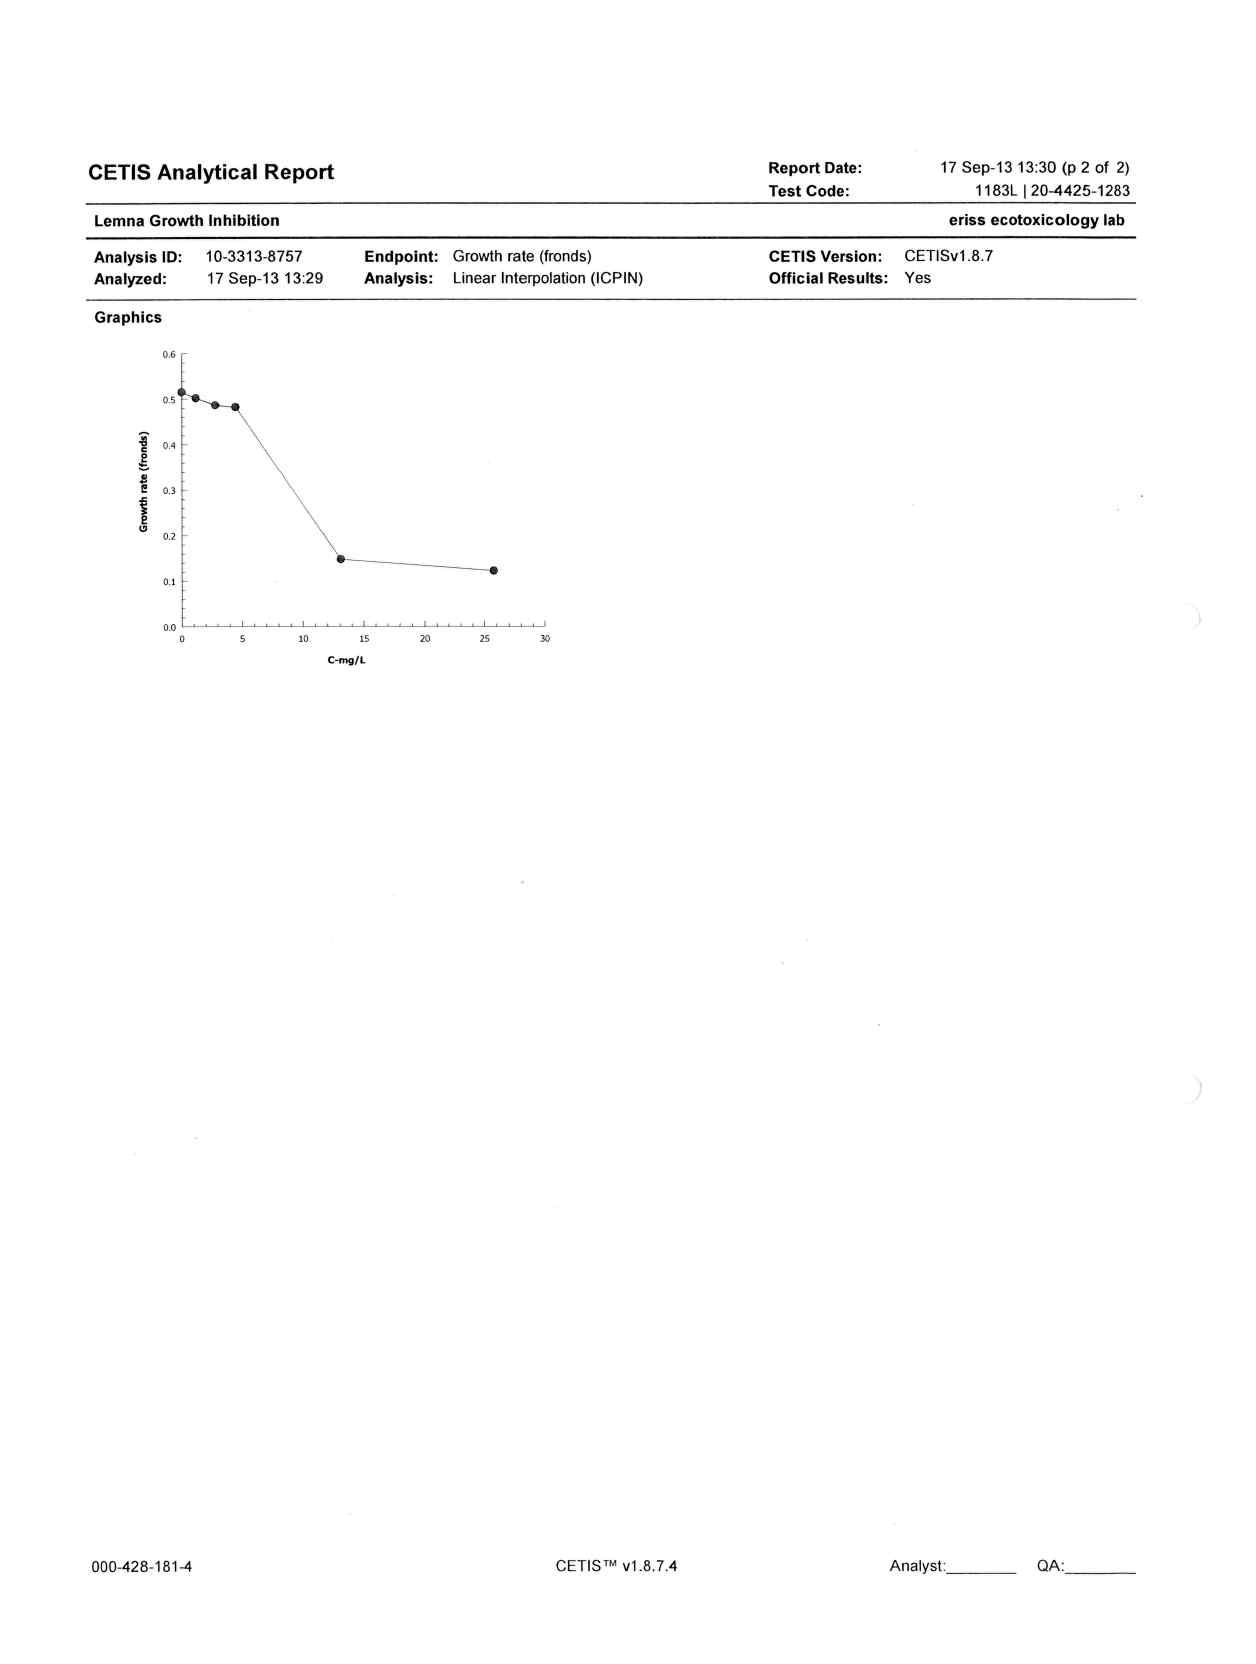 CETIS Analytical Report
Report Date: 17 Sep-13 13:30 (p 2 of 2)
Test Code: 1183L | 20-4425-1283
Lemna Growth Inhibition eriss ecotoxicology lab
Analysis ID: 10-3313-8757 Endpoint: Growth rate (fronds) CETIS Version: CETISv1.8.7
Analyzed: 17 Sep-13 13:29 Analysis: Linear Interpolation (ICPIN) Official Results: Yes
Graphics
0.6
0.5
0.4
0.3
0.2
0.1
0.0
Growth rate (fronds)
0 5 10 15 20 25 30
C-mg/L
000-428-181-4 CETIS™ v1.8.7.4 Analyst:________ QA:________